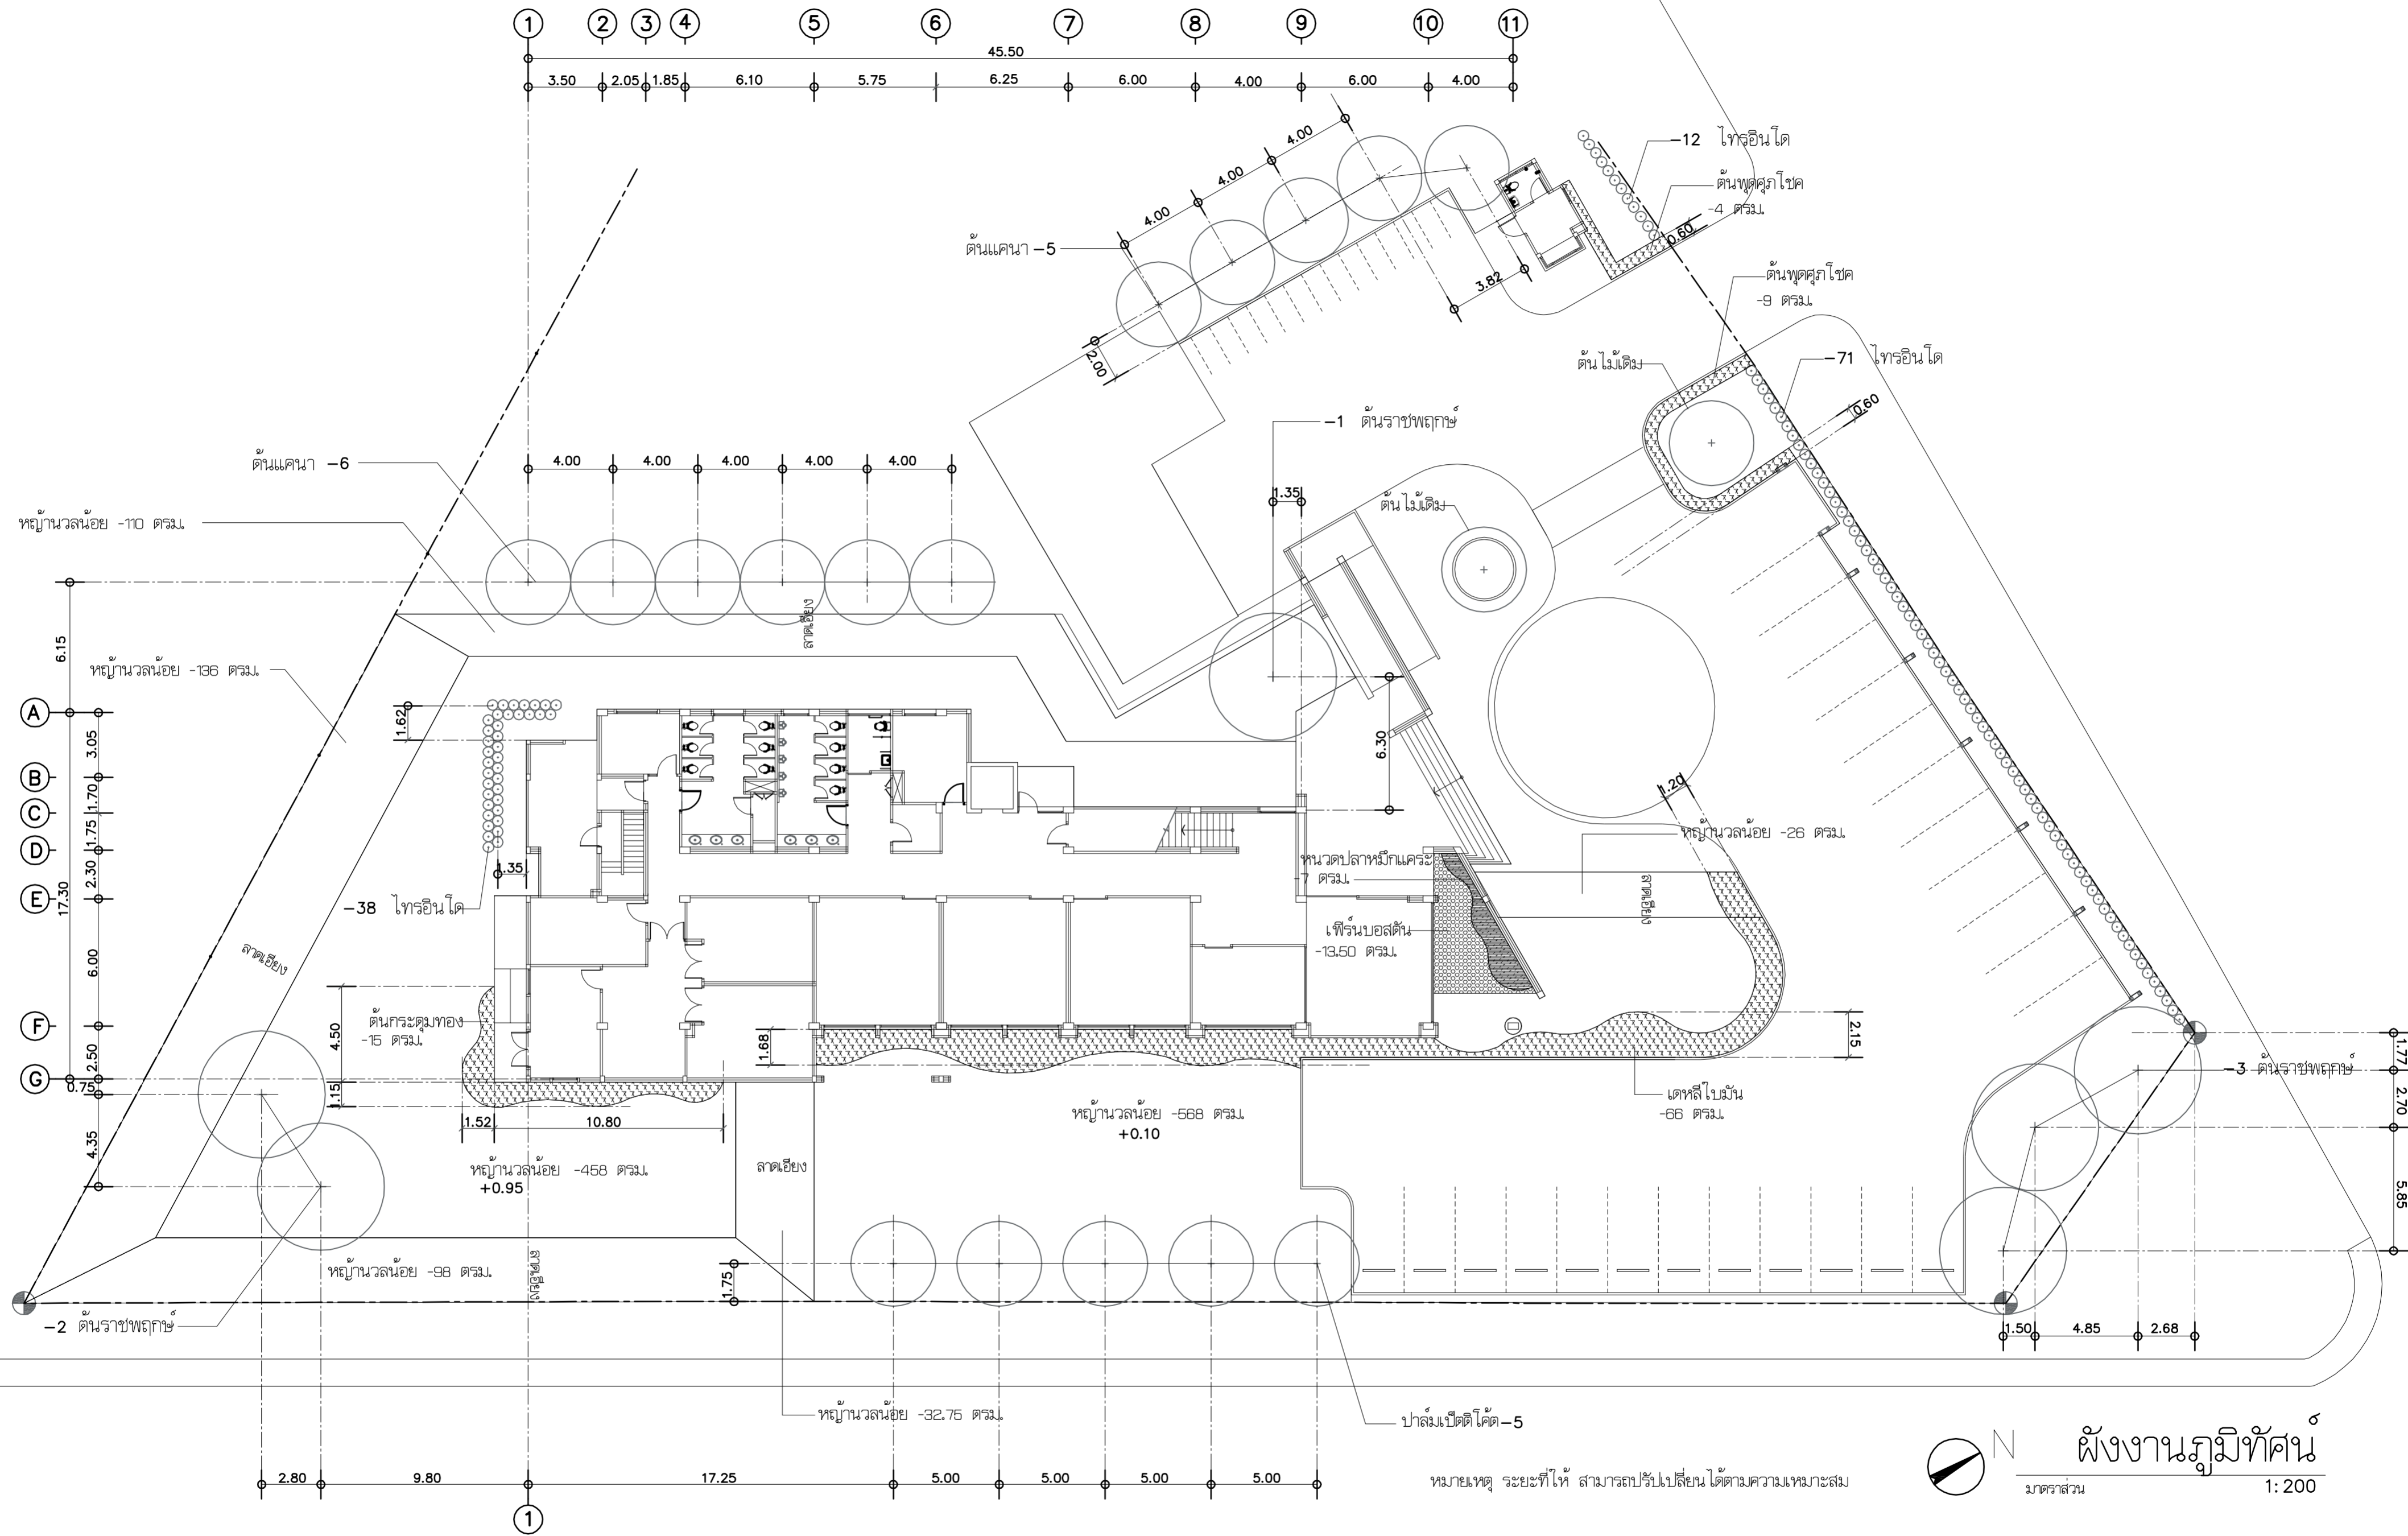 1 2 3 4 5 6 7 8 9 10 11
45.50
3.50 2.05 1.85 6.10 5.75 6.25 6.00 4.00 6.00 4.00
4.00 4.00 4.00
-12 ไทรอินโด
ต้นพุดศุภโชค
-4 ตรม.
0.60
ต้นแคนา -5
3.82
2.00
ต้นพุดศุภโชค
-9 ตรม.
ต้นไม้เดิม
-71 ไทรอินโด
0.60
-1 ต้นราชพฤกษ์
ต้นแคนา -6
4.00 4.00 4.00 4.00 4.00
1.35
ต้นไม้เดิม
หญ้านวลน้อย -110 ตรม.
ลาดเอียง
6.15
หญ้านวลน้อย -136 ตรม.
A
1.62
3.05
6.30
B
1.70
C
1.20
1.75
หญ้านวลน้อย -26 ตรม.
D
หนวดปลาหมึกแคระ
-7 ตรม.
1.35
2.30
17.30
E
-38 ไทรอินโด
ลาดเอียง
เฟิร์นบอสตัน
-13.50 ตรม.
ลาดเอียง
6.00
4.50
ต้นกระดุมทอง
-15 ตรม.
F
1.68
2.15
2.50
1.77
G
0.75
1.15
-3 ต้นราชพฤกษ์
เดหลีใบมัน
-66 ตรม.
2.70
1.52 10.80
หญ้านวลน้อย -568 ตรม.
+0.10
4.35
หญ้านวลน้อย -458 ตรม.
+0.95
ลาดเอียง
5.85
หญ้านวลน้อย -98 ตรม.
ลาดเอียง
1.75
-2 ต้นราชพฤกษ์
1.50 4.85 2.68
หญ้านวลน้อย -32.75 ตรม.
ปาล์มเป็ตติโค้ต-5
2.80 9.80 17.25 5.00 5.00 5.00 5.00
1
หมายเหตุ ระยะที่ให้ สามารถปรับเปลี่ยนได้ตามความเหมาะสม
N
ผังงานภูมิทัศน์
มาตราส่วน 1:200